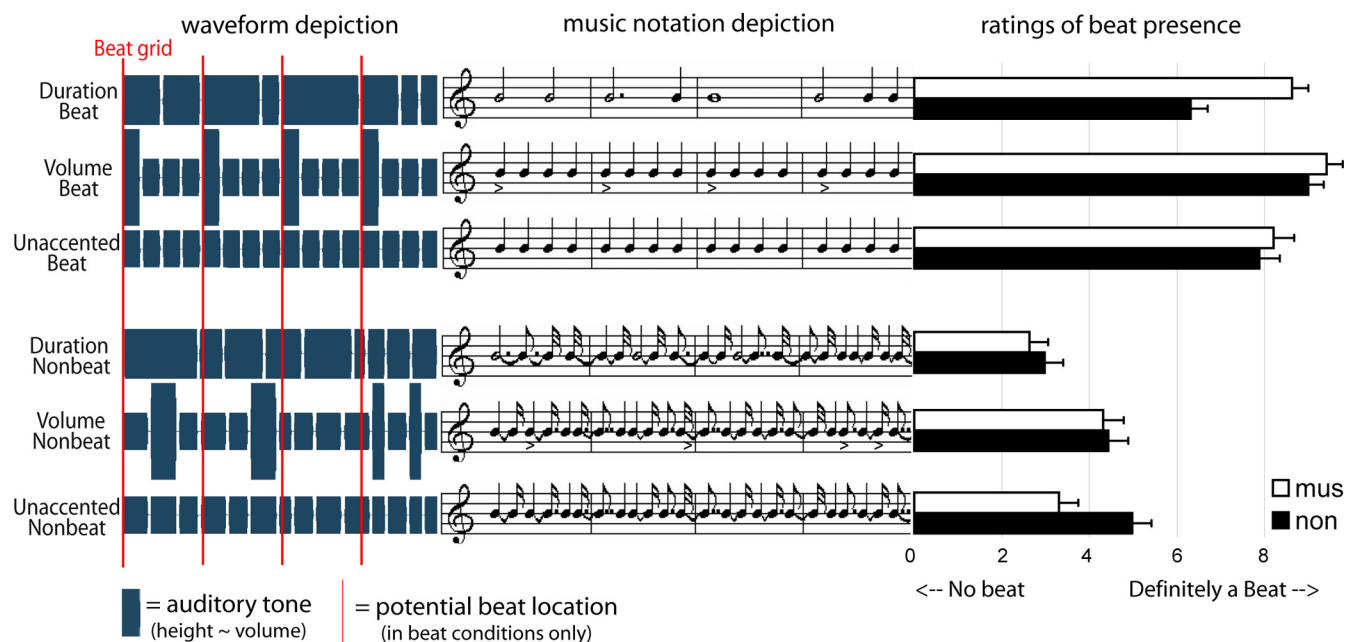 waveform depiction
music notation depiction
ratings of beat presence
Beat grid
Duration
Beat
Volume
Beat
Unaccented
Beat
Duration
Nonbeat
Volume
Nonbeat
Unaccented
Nonbeat
mus
non
0 2 4 6 8
<-- No beat
Definitely a Beat -->
= auditory tone
(height ~ volume)
= potential beat location
(in beat conditions only)